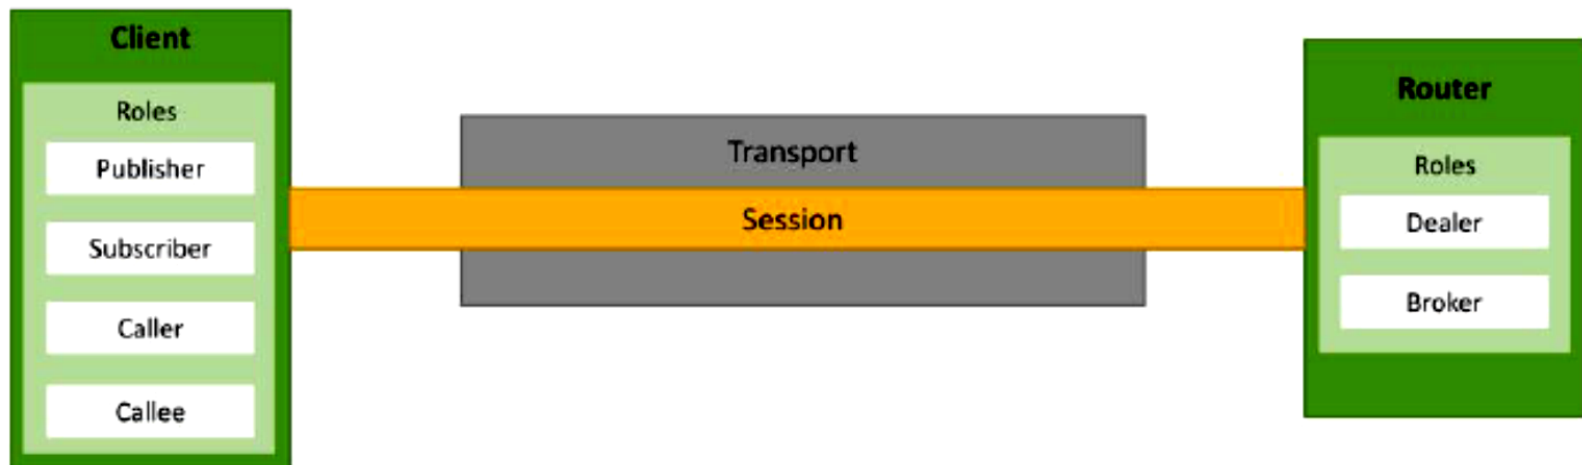 Client
Roles
Publisher
Subscriber
Caller
Callee
Transport
Session
Router
Roles
Dealer
Broker